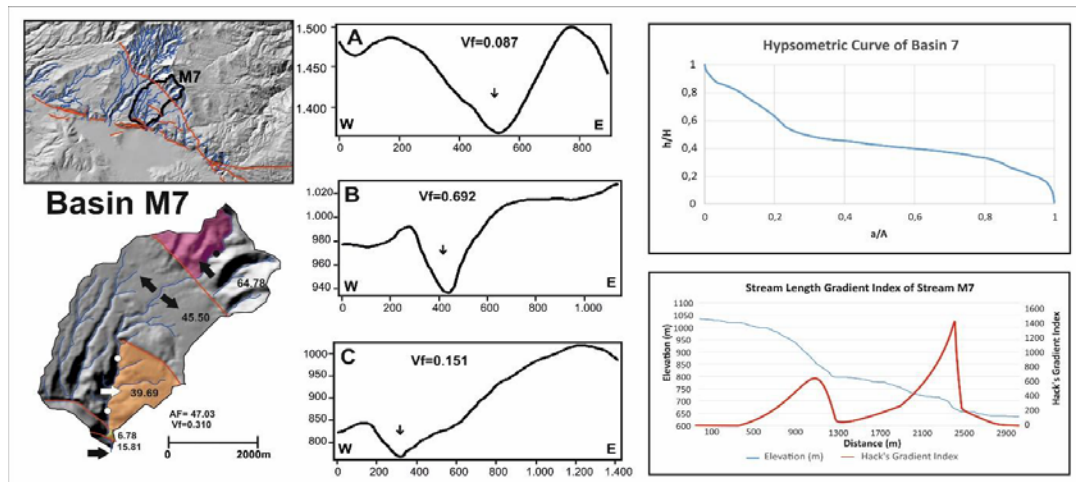 M7
Basin M7
64.78
45.50
39.69
6.78
15.81
AF= 47.03
Vf=0.310
0 2000m
A
Vf=0.087
1.500
1.450
1.400
W E
0 200 400 600 800
B
Vf=0.692
1.020
1.000
980
960
940
W E
0 200 400 600 800 1.000
C
Vf=0.151
1000
950
900
850
800
W E
0 200 400 600 800 1.000 1.200 1.400
Hypsometric Curve of Basin 7
h/H
1
0,8
0,6
0,4
0,2
0
0 0,2 0,4 0,6 0,8 1
a/A
Stream Length Gradient Index of Stream M7
Elevation (m)
1100
1050
1000
950
900
850
800
750
700
650
600
1600
1400
1200
1000
800
600
400
200
0
Hack's Gradient Index
100 500 900 1300 1700 2100 2500 2900
Distance (m)
Elevation (m) Hack's Gradient Index